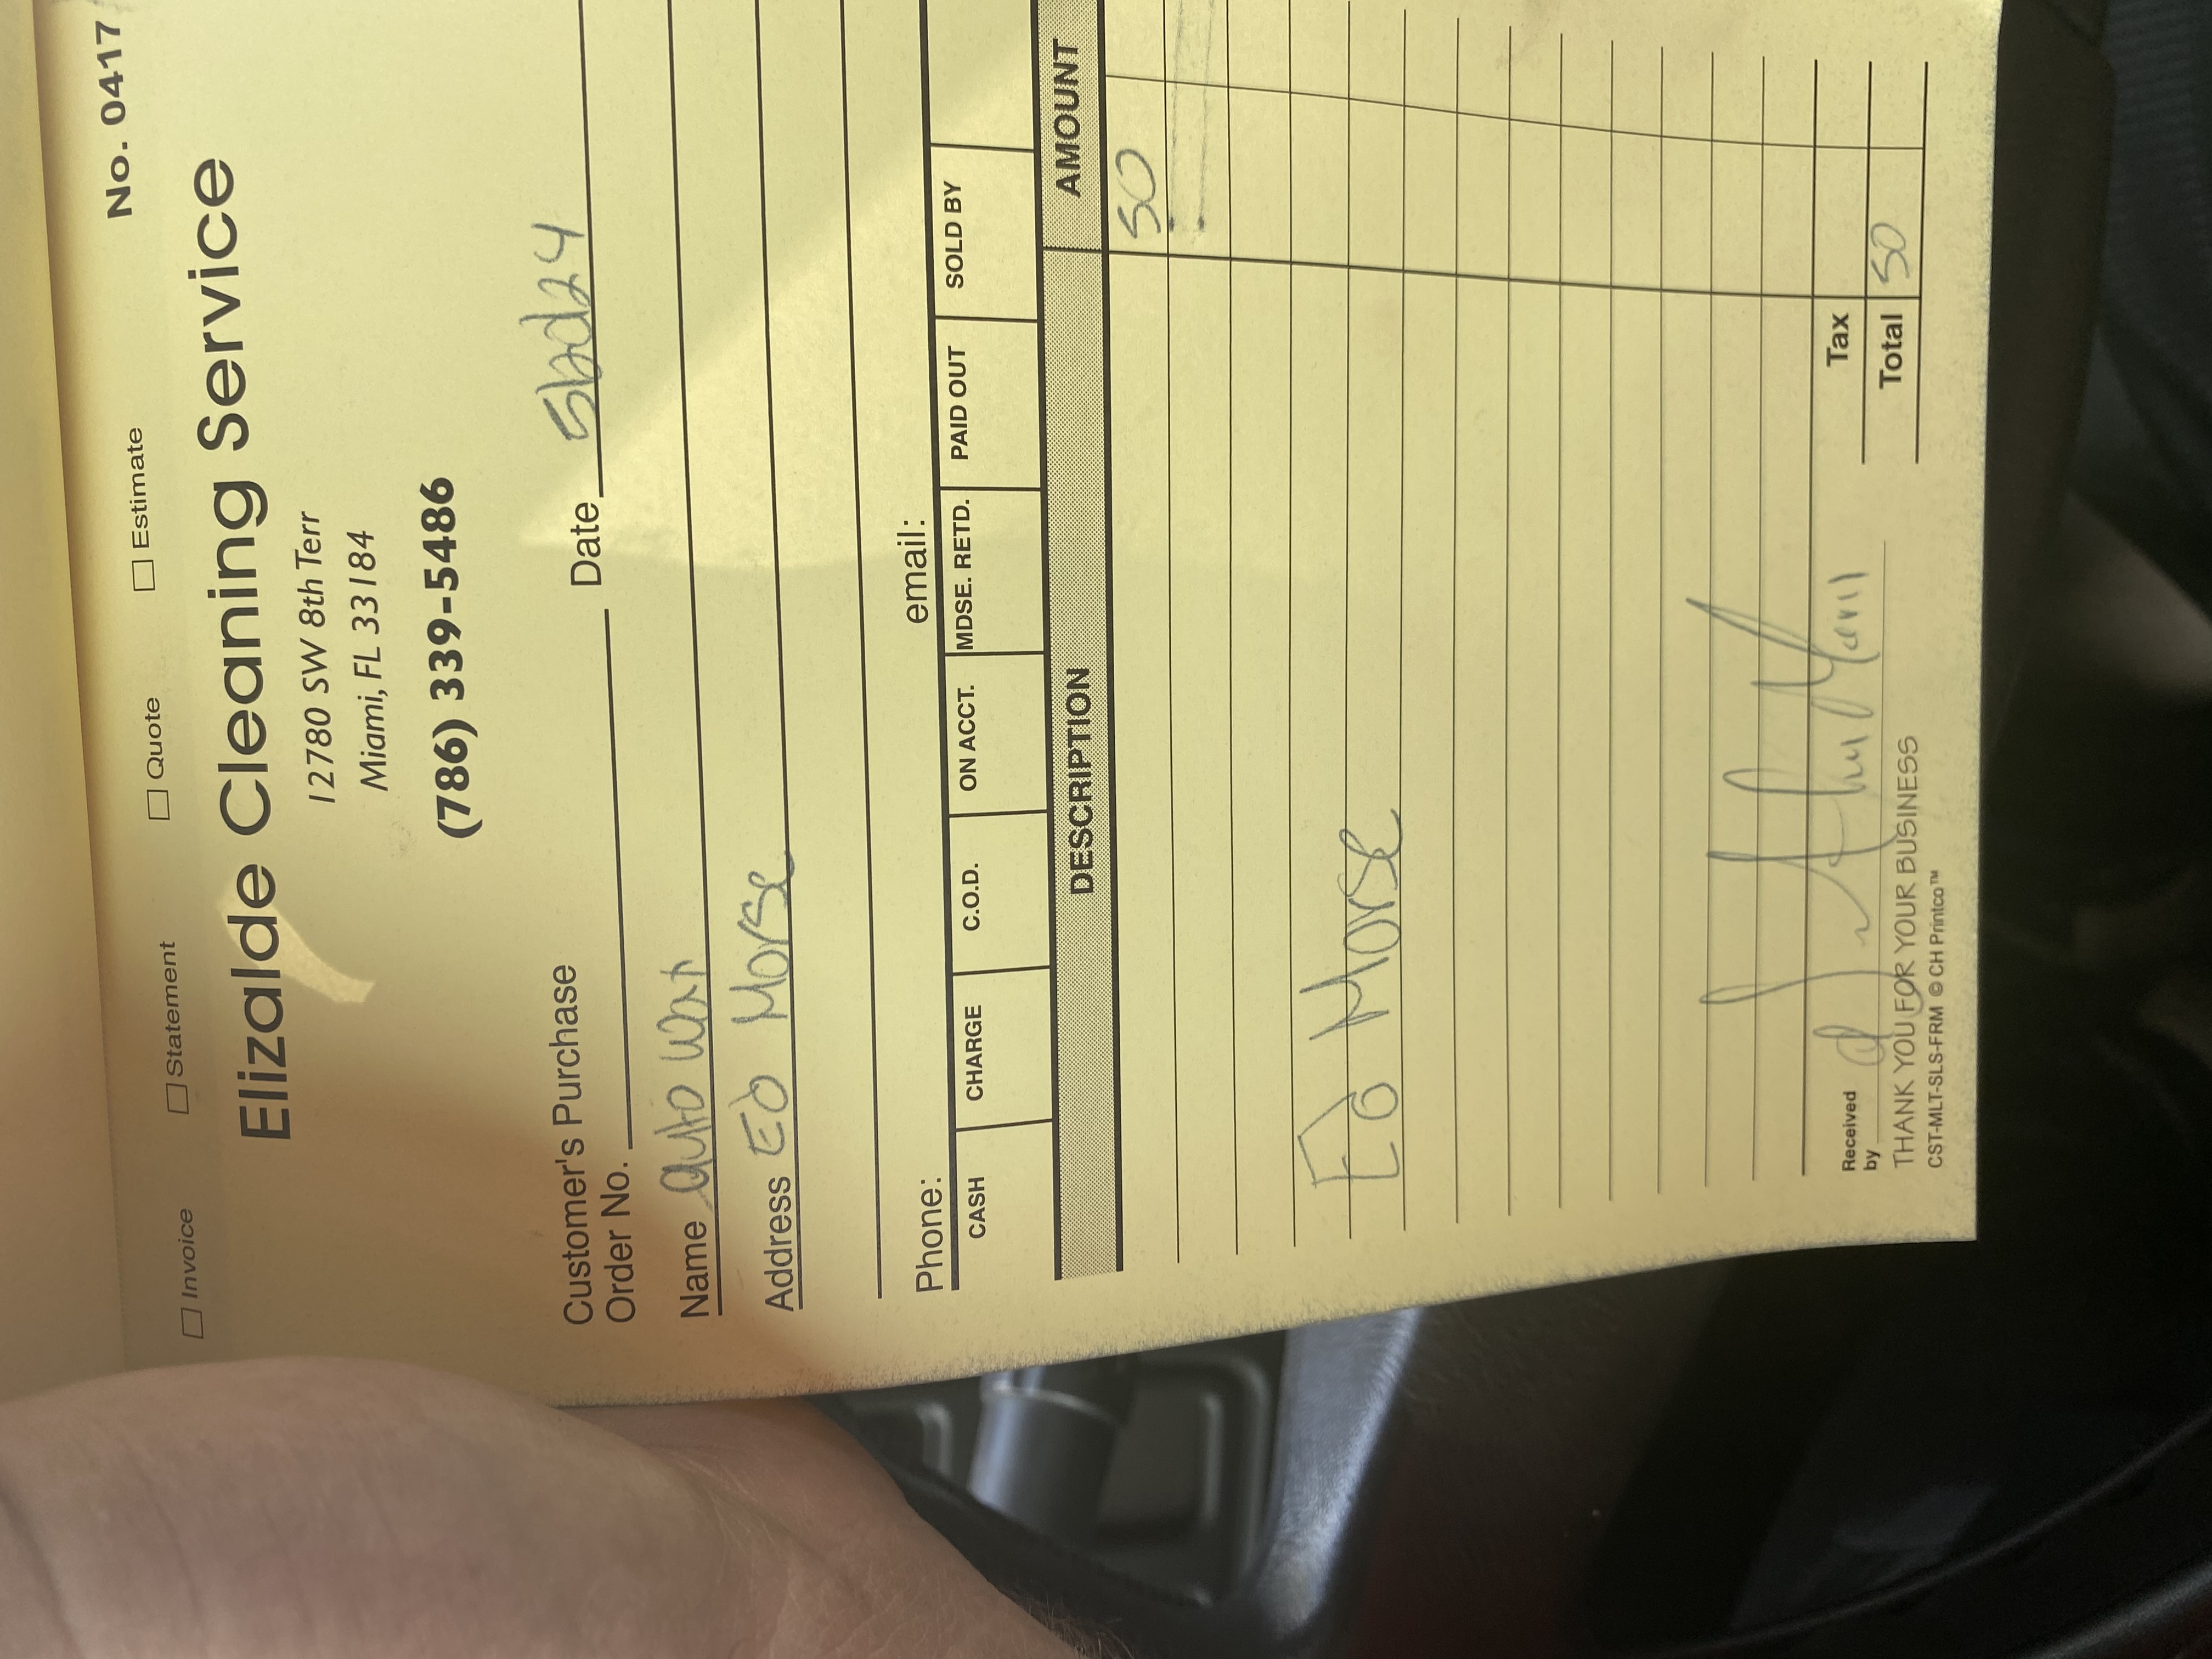 No. 0417
Invoice Statement Quote Estimate
Elizalde Cleaning Service
12780 SW 8th Terr
Miami, FL 33184
(786) 339-5486
Customer's Purchase
Order No. Date
Name auto
Address Ed Morse
Phone: email:
CASH CHARGE C.O.D. ON ACCT. MDSE. RETD. PAID OUT SOLD BY
DESCRIPTION AMOUNT
50
Ed Morse
Tax
Received
by
Total 50
THANK YOU FOR YOUR BUSINESS
CST-MLT-SLS-FRM © CH Printco™